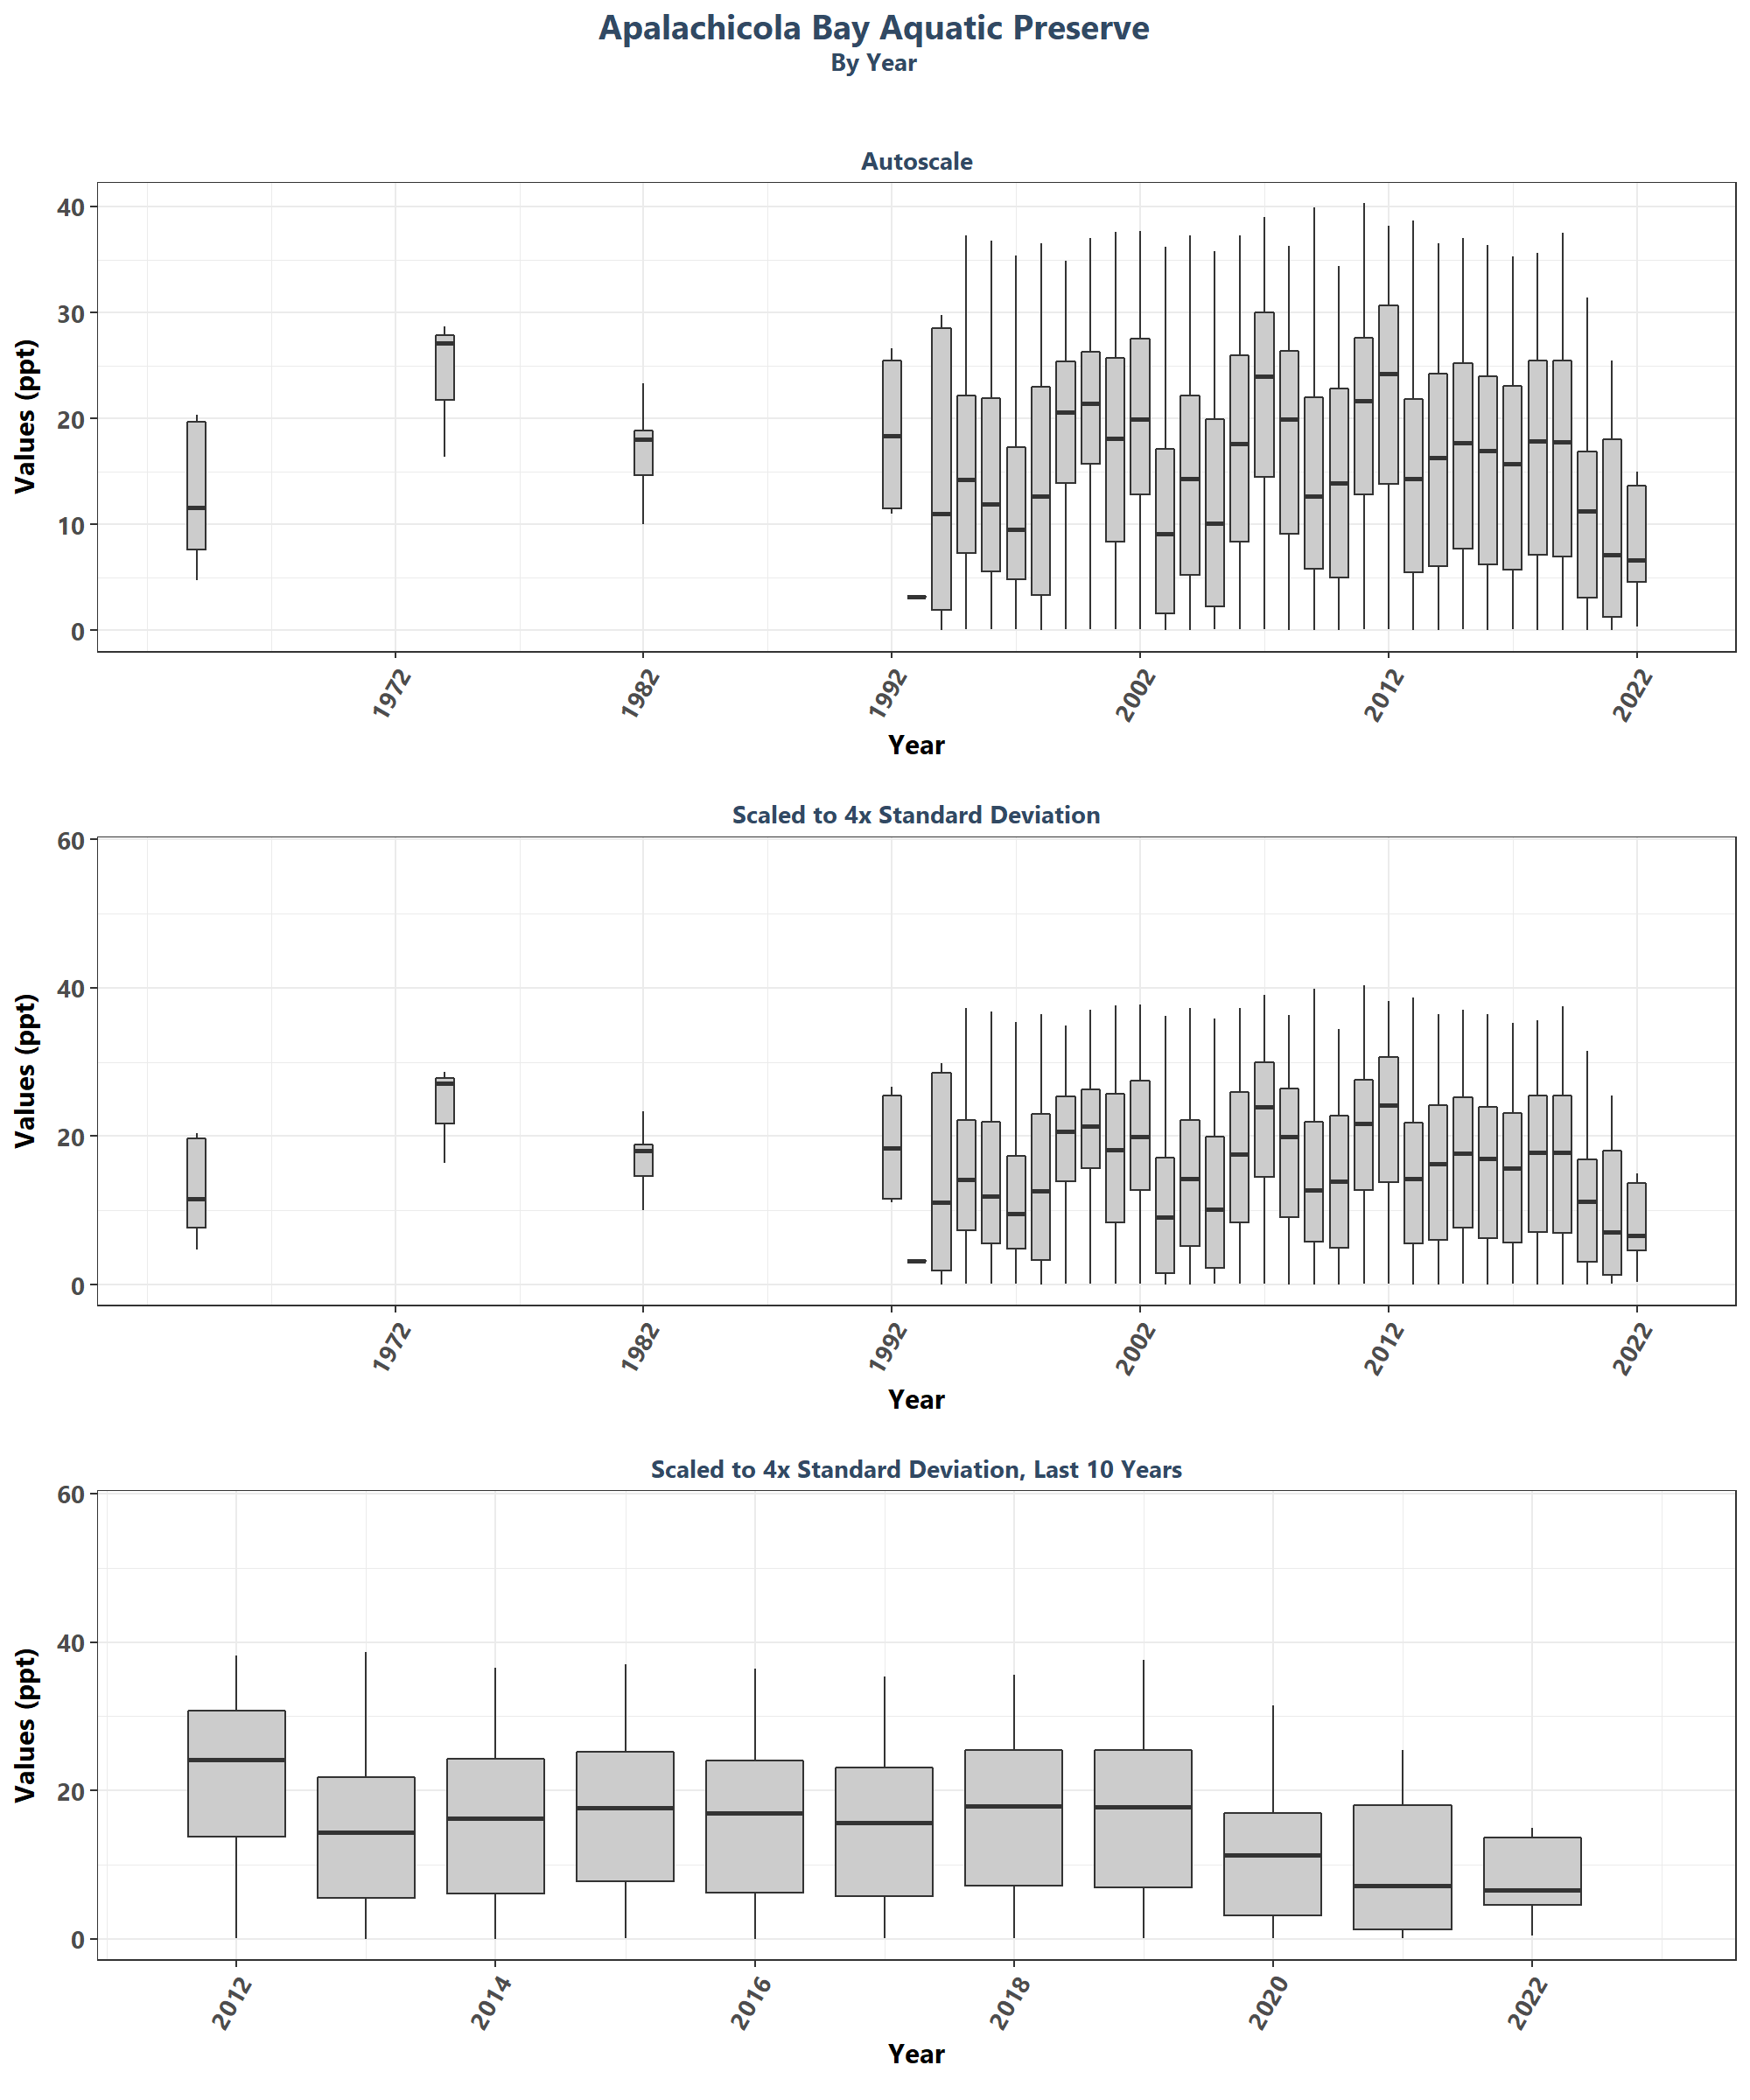 Apalachicola Bay Aquatic Preserve
By Year
Autoscale
Values (ppt)
40
30
20
10
0
1972
1982
1992
2002
2012
2022
Year
Scaled to 4x Standard Deviation
Values (ppt)
60
40
20
0
1972
1982
1992
2002
2012
2022
Year
Scaled to 4x Standard Deviation, Last 10 Years
Values (ppt)
60
40
20
0
2012
2014
2016
2018
2020
2022
Year